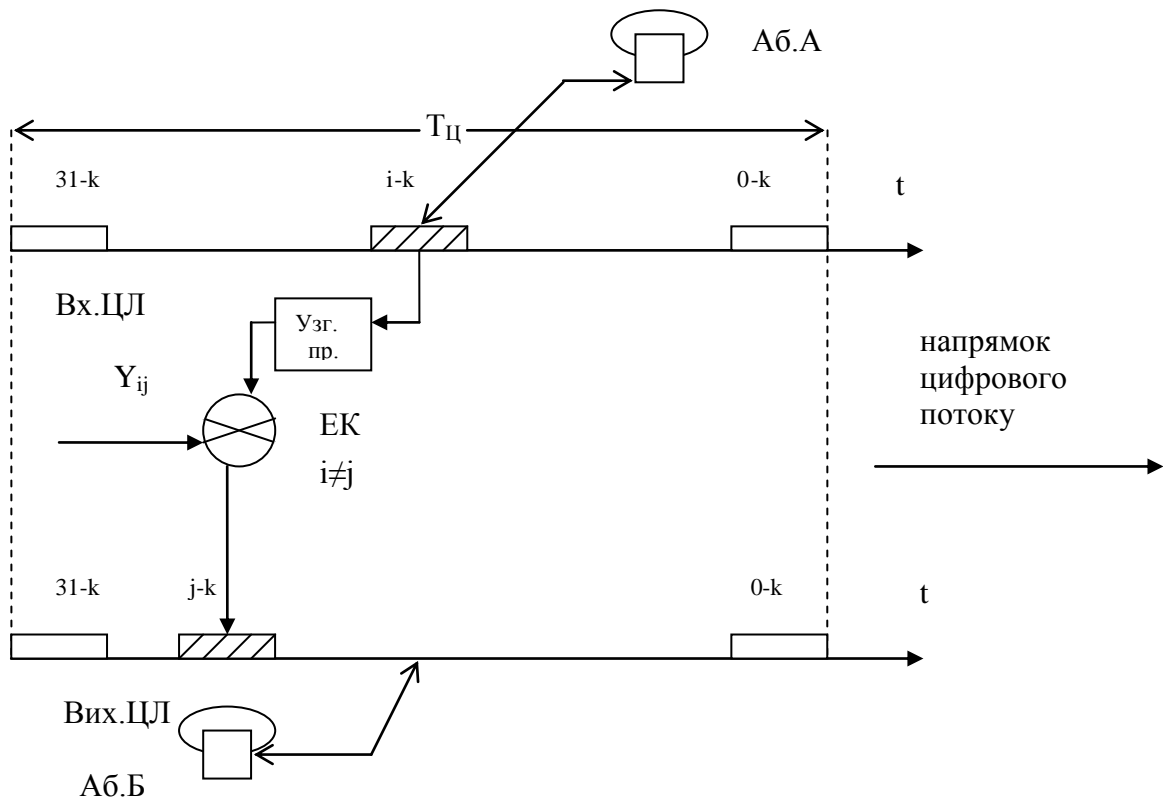 Аб.А
Tц
31-k
i-k
0-k
t
Вх.ЦЛ
Узг.
пр.
напрямок
цифрового
потоку
Yij
ЕК
i≠j
31-k
j-k
0-k
t
Вих.ЦЛ
Аб.Б